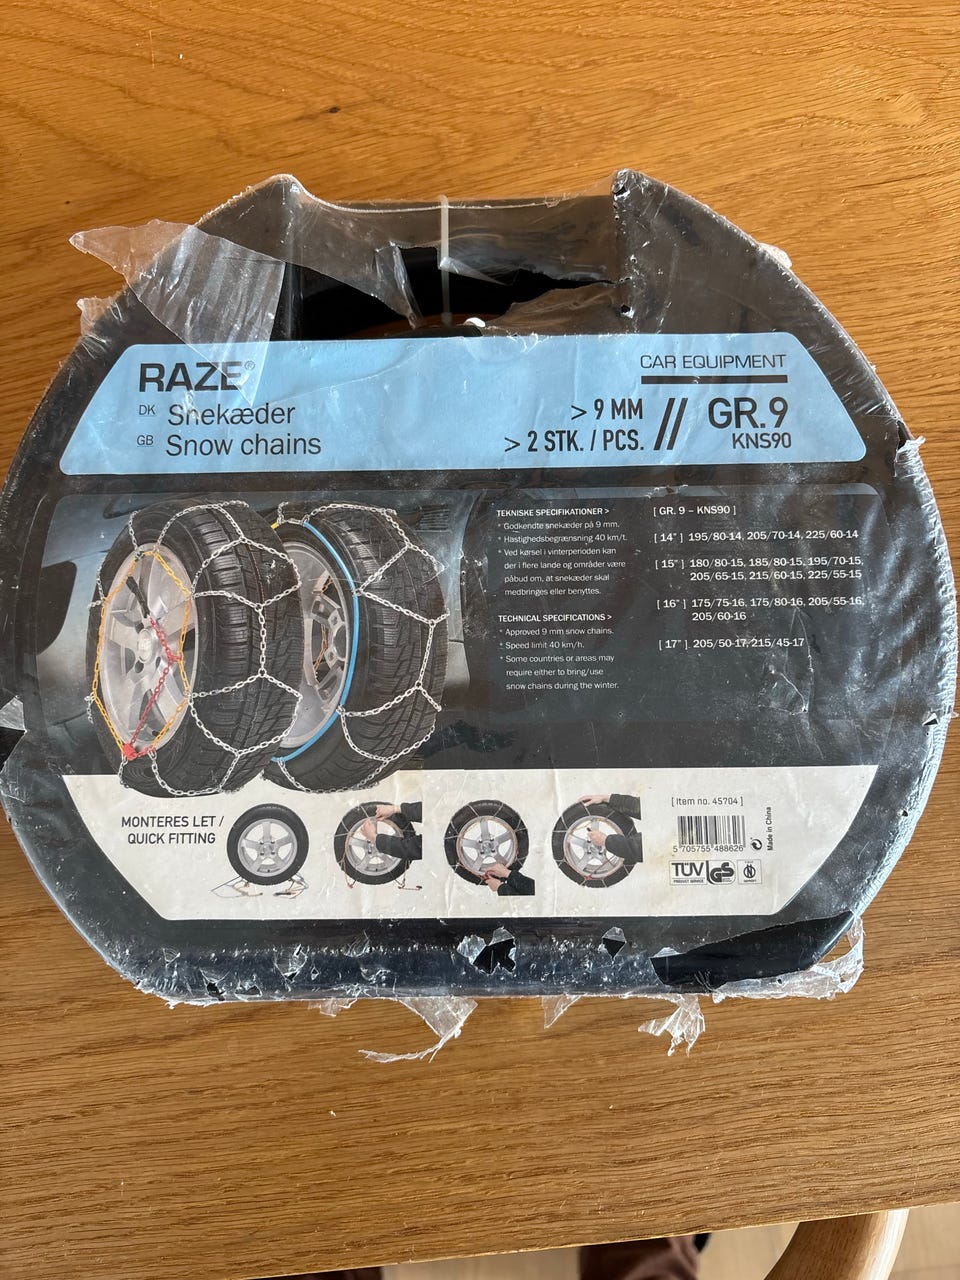 RAZE®
DK Snekæder
GB Snow chains
CAR EQUIPMENT
> 9 MM
> 2 STK. / PCS.
//
GR.9
KNS90
TEKNISKE SPECIFIKATIONER >
* Godkendte snekæder på 9 mm.
* Hastighedsbegrænsning 40 km/t.
* Ved kørsel i vinterperioden kan
der i flere lande og områder være
påbud om, at snekæder skal
medbringes eller benyttes.
TECHNICAL SPECIFICATIONS >
* Approved 9 mm snow chains.
* Speed limit 40 km/h.
* Some countries or areas may
require either to bring/use
snow chains during the winter.
[ GR. 9 – KNS90 ]
[ 14" ] 195/80-14, 205/70-14, 225/60-14
[ 15" ] 180/80-15, 185/80-15, 195/70-15,
205/65-15, 215/60-15, 225/55-15
[ 16" ] 175/75-16, 175/80-16, 205/55-16,
205/60-16
[ 17" ] 205/50-17, 215/45-17
MONTERES LET /
QUICK FITTING
[ Item no. 45704 ]
5 705755 488626
Made in China
TÜV
PRODUCT SERVICE
GS